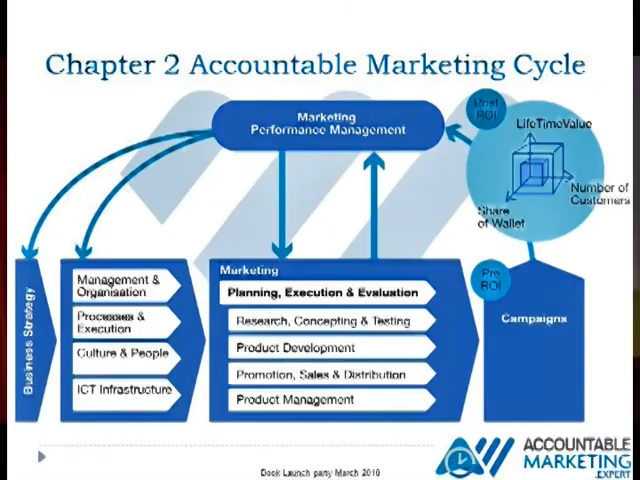 Chapter 2 Accountable Marketing Cycle
Marketing
Performance Management
Post
ROI
LifeTimeValue
Number of
Customers
Share
of Wallet
Business Strategy
Management &
Organisation
Processes &
Execution
Culture & People
ICT Infrastructure
Marketing
Planning, Execution & Evaluation
Research, Concepting & Testing
Product Development
Promotion, Sales & Distribution
Product Management
Pre
ROI
Campaigns
Book Launch party March 2010
ACCOUNTABLE
MARKETING
.EXPERT